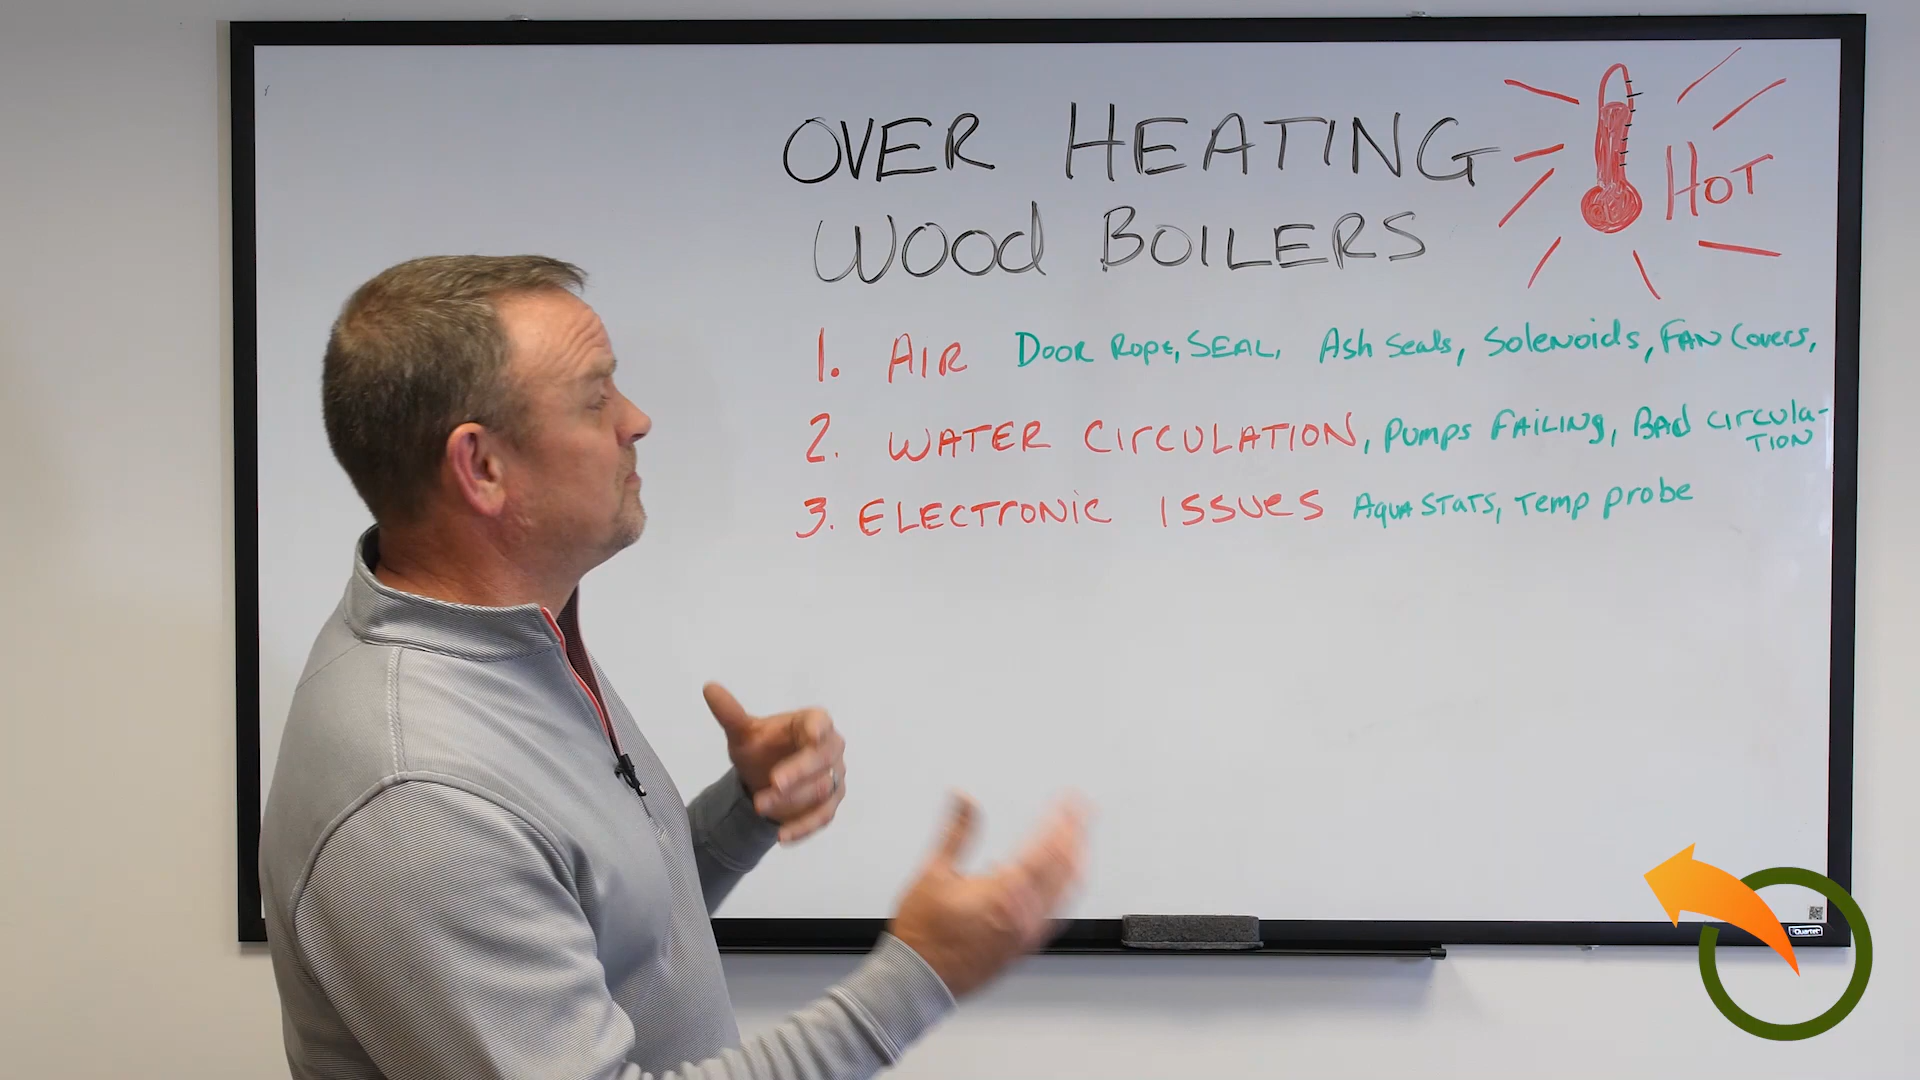 OVER HEATING
HOT
Wood BOILERS
1. AIR Door Rope, SEAL, Ash Seals, Solenoids, FAN Covers,
2. WATER CIRCULATION, Pumps FAILING, BAd circula-
TION
3. ELECTRONIC ISSUES AquA STATS, Temp probe
Quartet